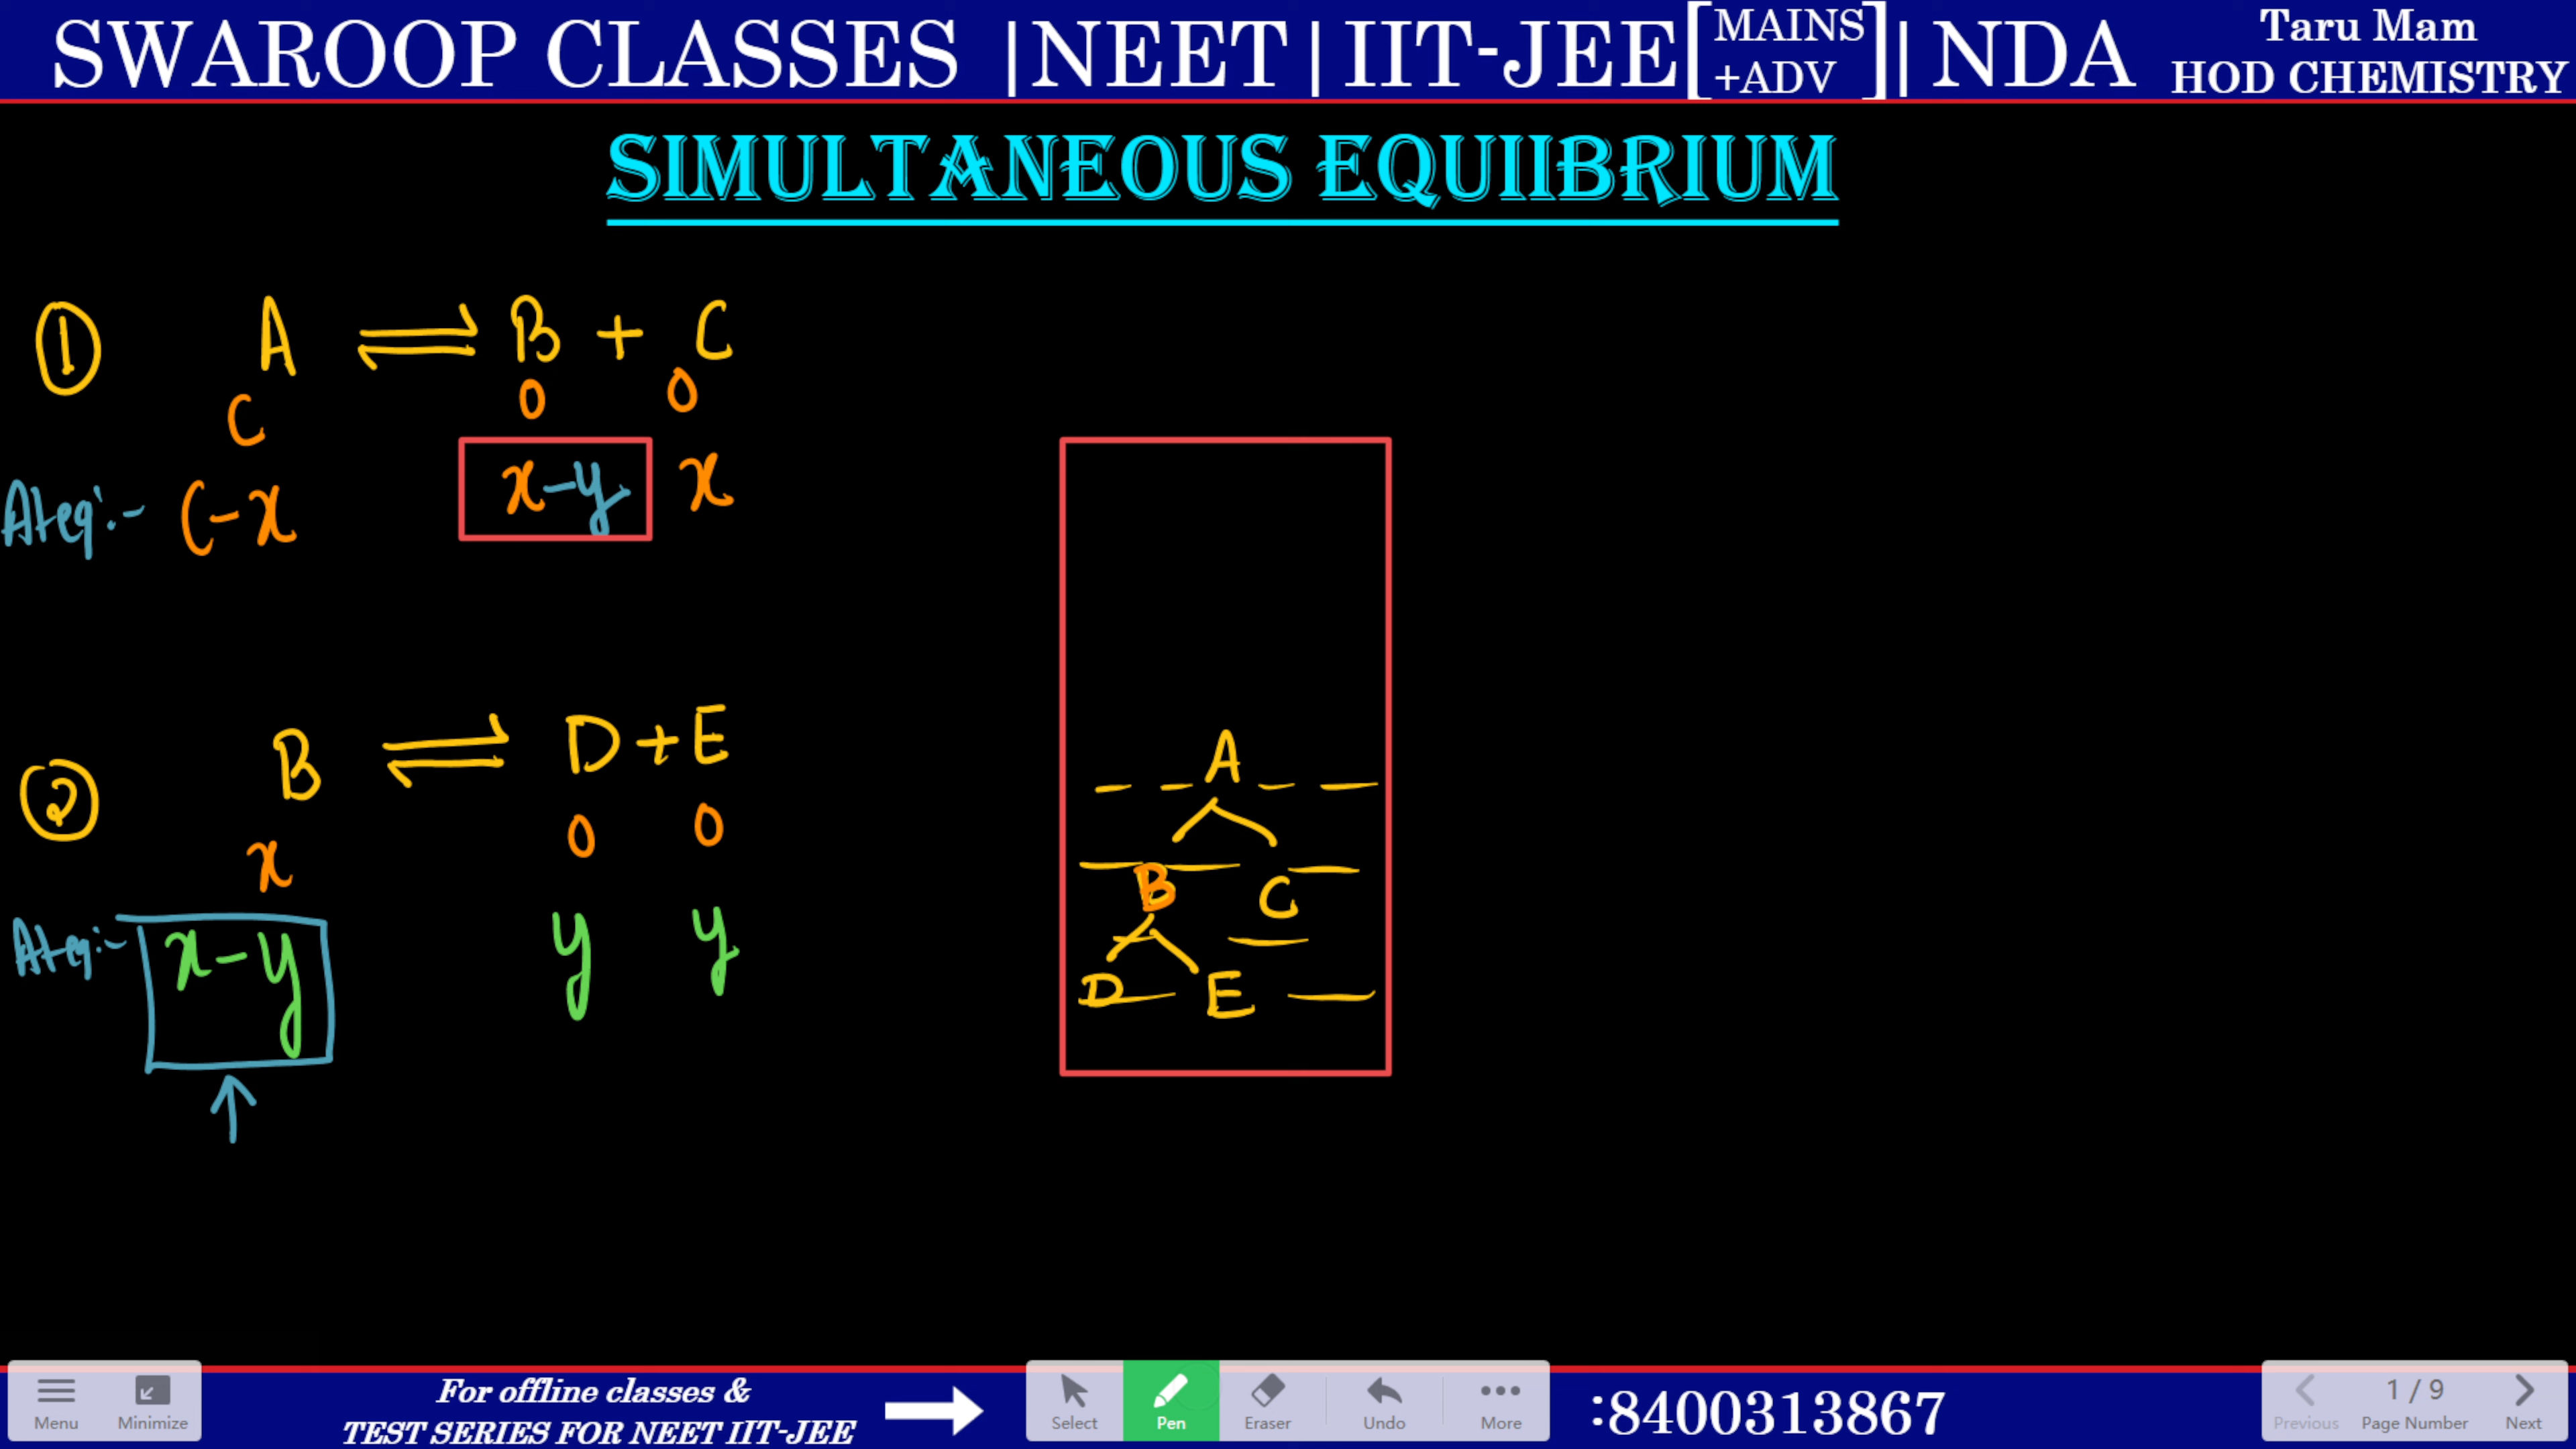 SWAROOP CLASSES |NEET| IIT-JEE[MAINS +ADV]| NDA
Taru Mam
HOD CHEMISTRY
SIMULTANEOUS EQUIIBRIUM
① A ⇌ B + C
C 0 0
At eq:- C-x x-y x
② B ⇌ D+E
x 0 0
At eq:- x-y y y
A
B C
D E
For offline classes &
TEST SERIES FOR NEET IIT-JEE
:8400313867
Menu Minimize
Select Pen Eraser Undo More
1 / 9
Previous Page Number Next